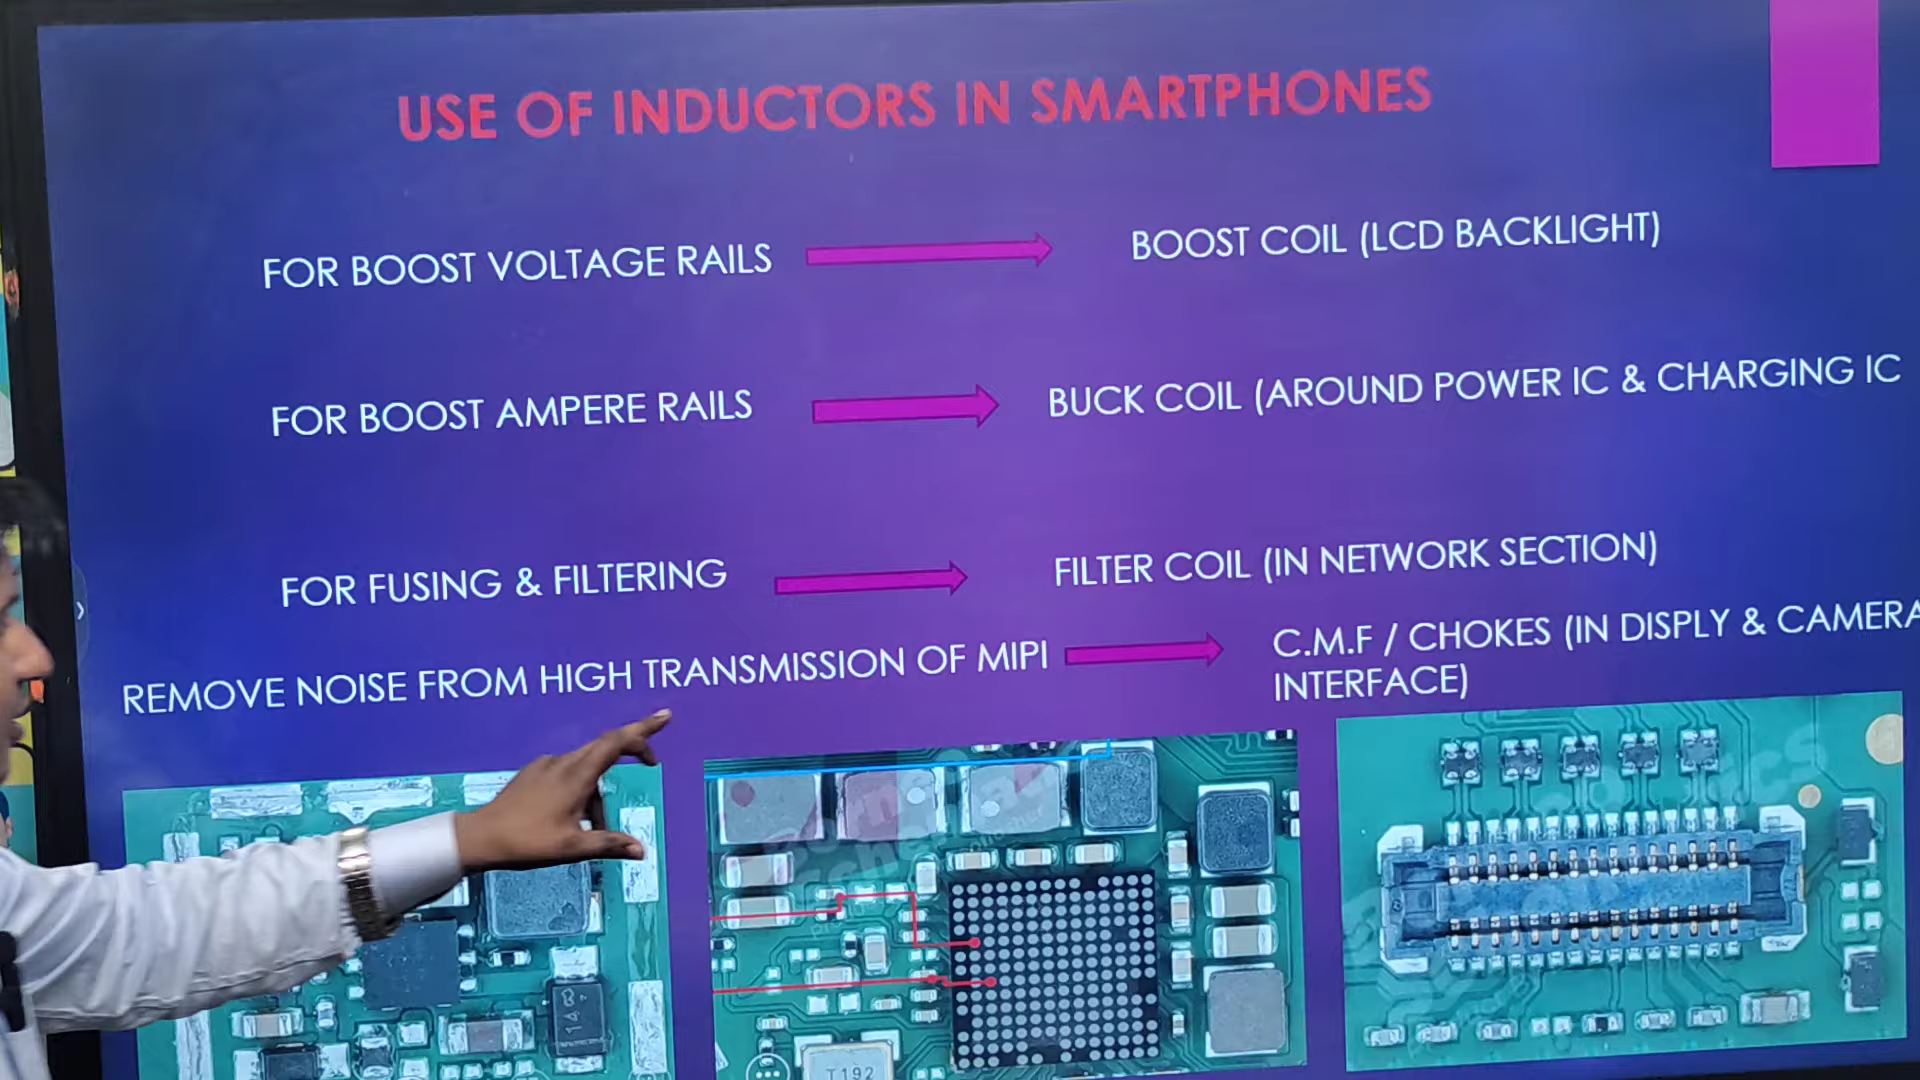 USE OF INDUCTORS IN SMARTPHONES
FOR BOOST VOLTAGE RAILS
BOOST COIL (LCD BACKLIGHT)
FOR BOOST AMPERE RAILS
BUCK COIL (AROUND POWER IC & CHARGING IC
FOR FUSING & FILTERING
FILTER COIL (IN NETWORK SECTION)
REMOVE NOISE FROM HIGH TRANSMISSION OF MIPI
C.M.F / CHOKES (IN DISPLY & CAMERA
INTERFACE)
T192